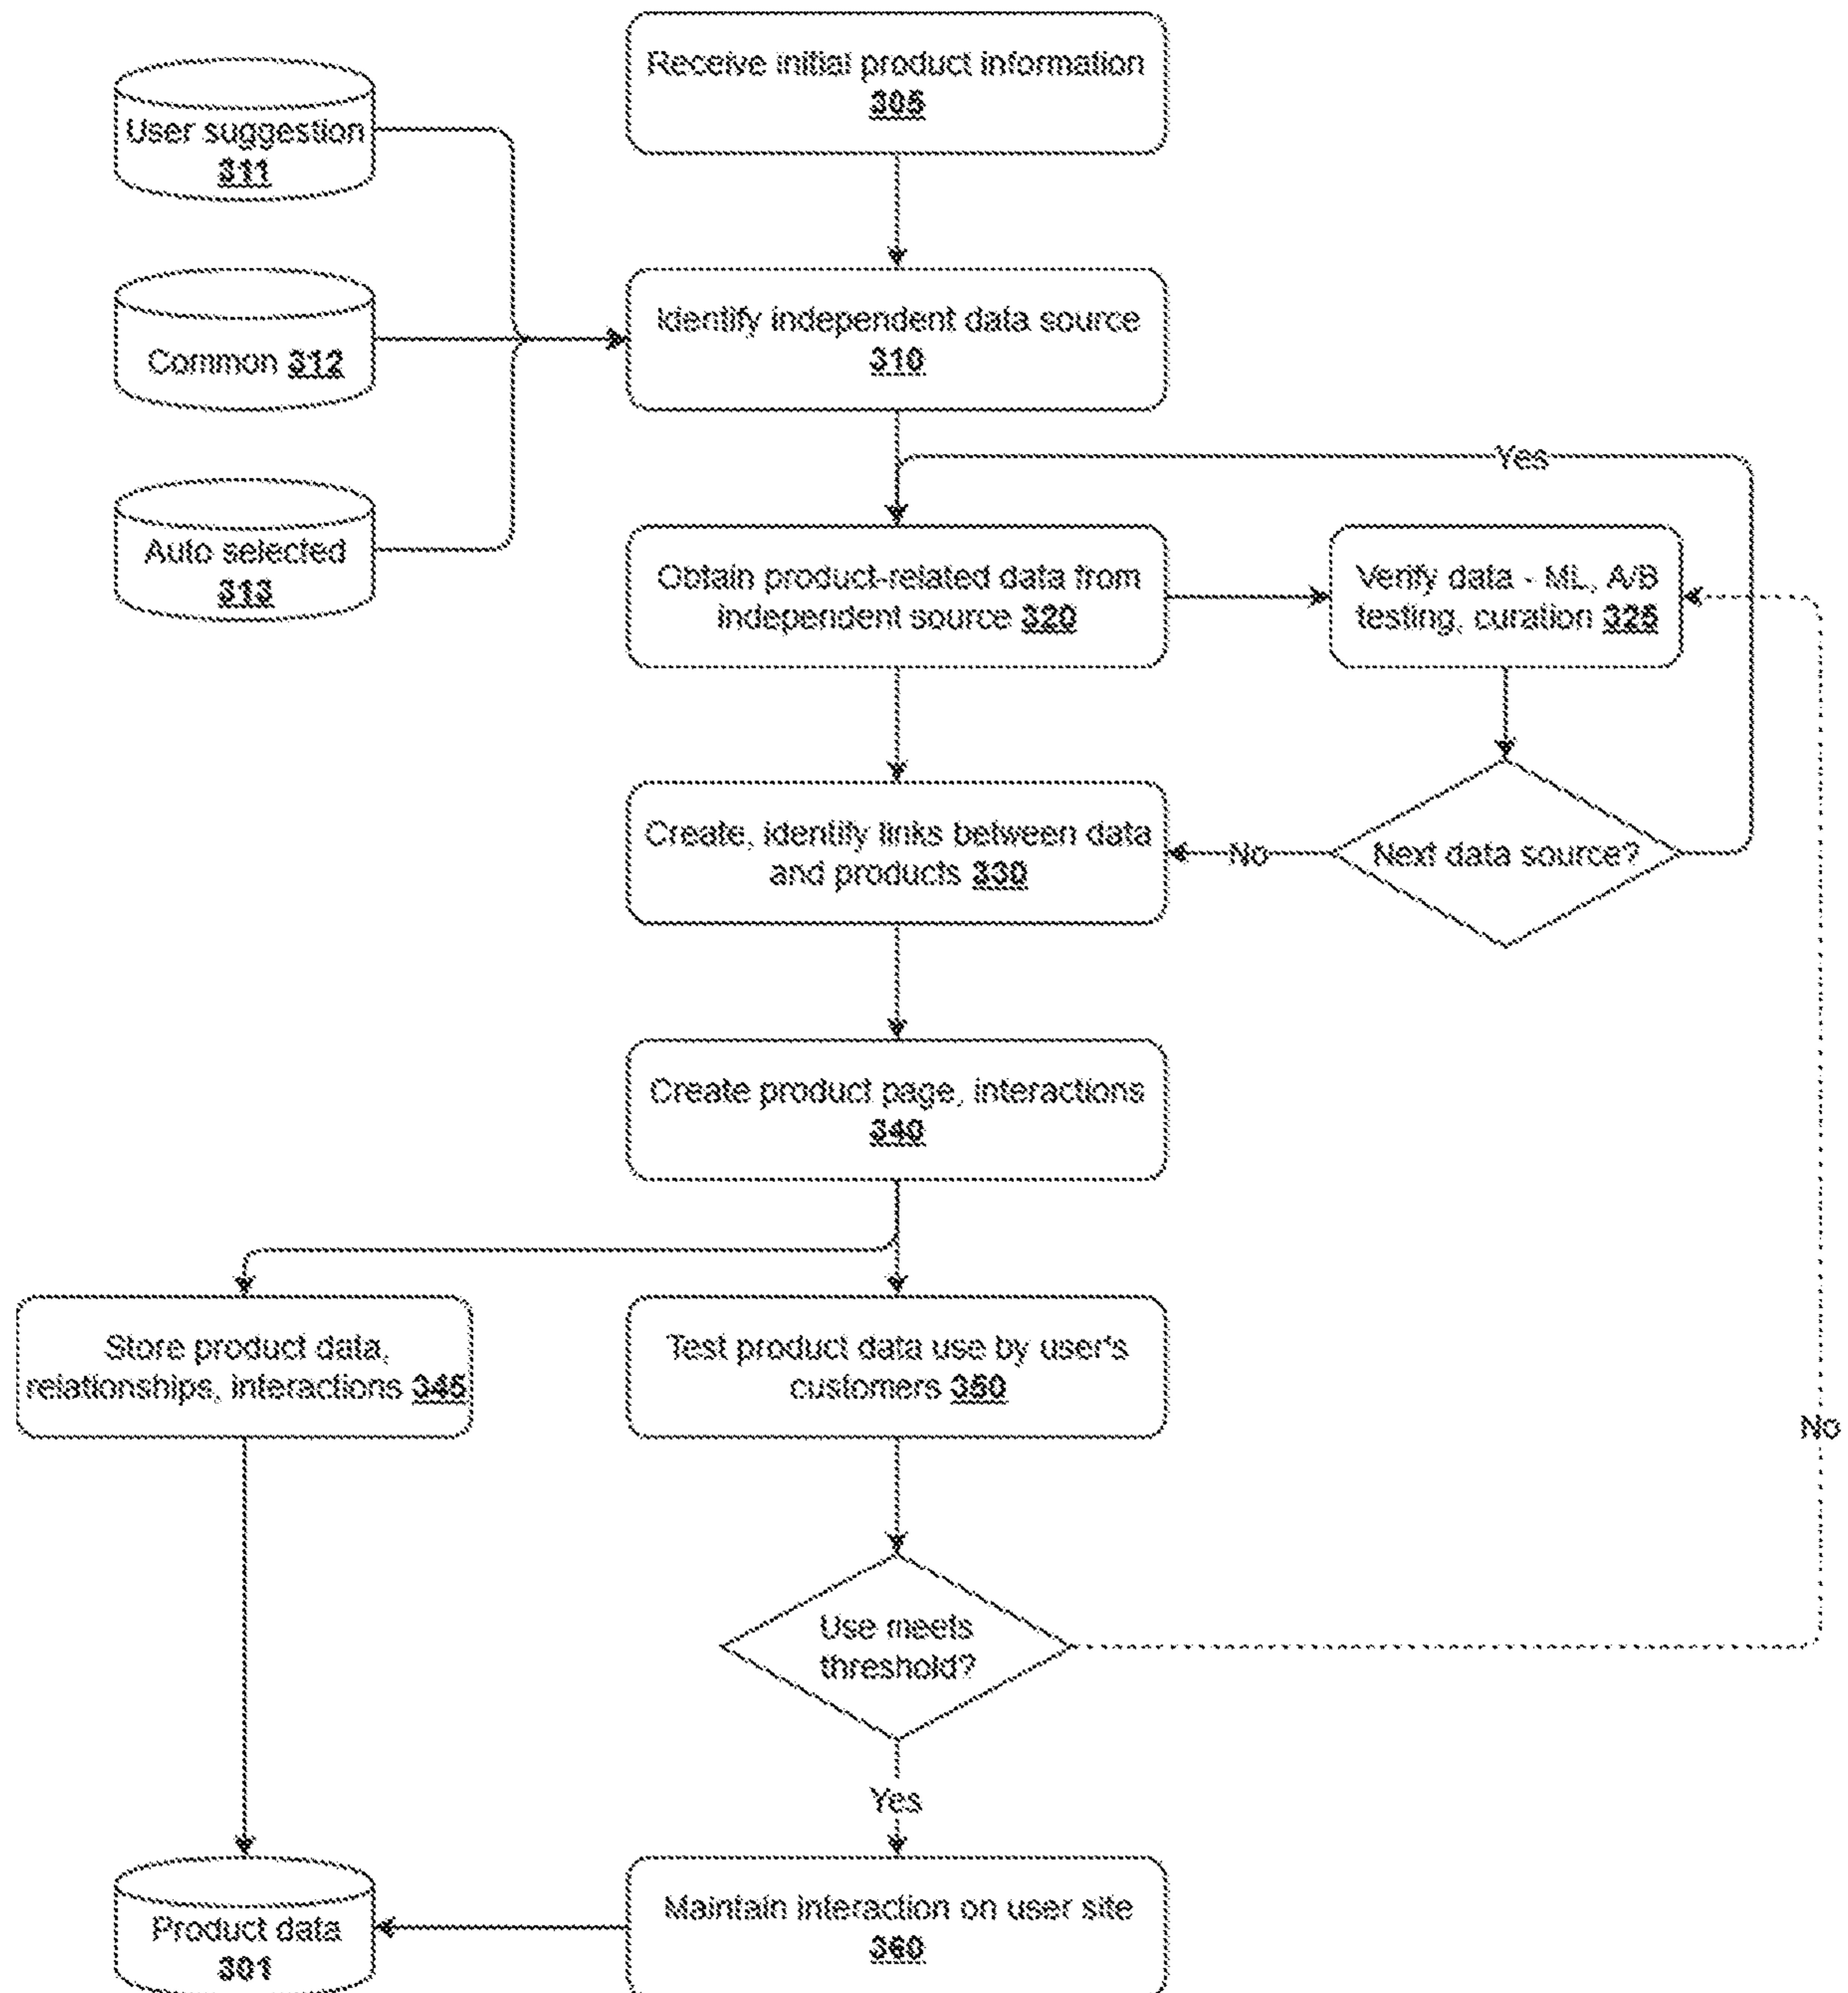 Receive initial product information
305
User suggestion
311
Identify independent data source
310
Common 312
Yes
Auto selected
313
Obtain product-related data from
independent source 320
Verify data - ML, A/B
testing, curation 325
Create, identify links between data
and products 330
No
Next data source?
Create product page, interactions
340
Store product data,
relationships, interactions 345
Test product data use by user's
customers 350
No
Use meets
threshold?
Yes
Product data
301
Maintain interaction on user site
360